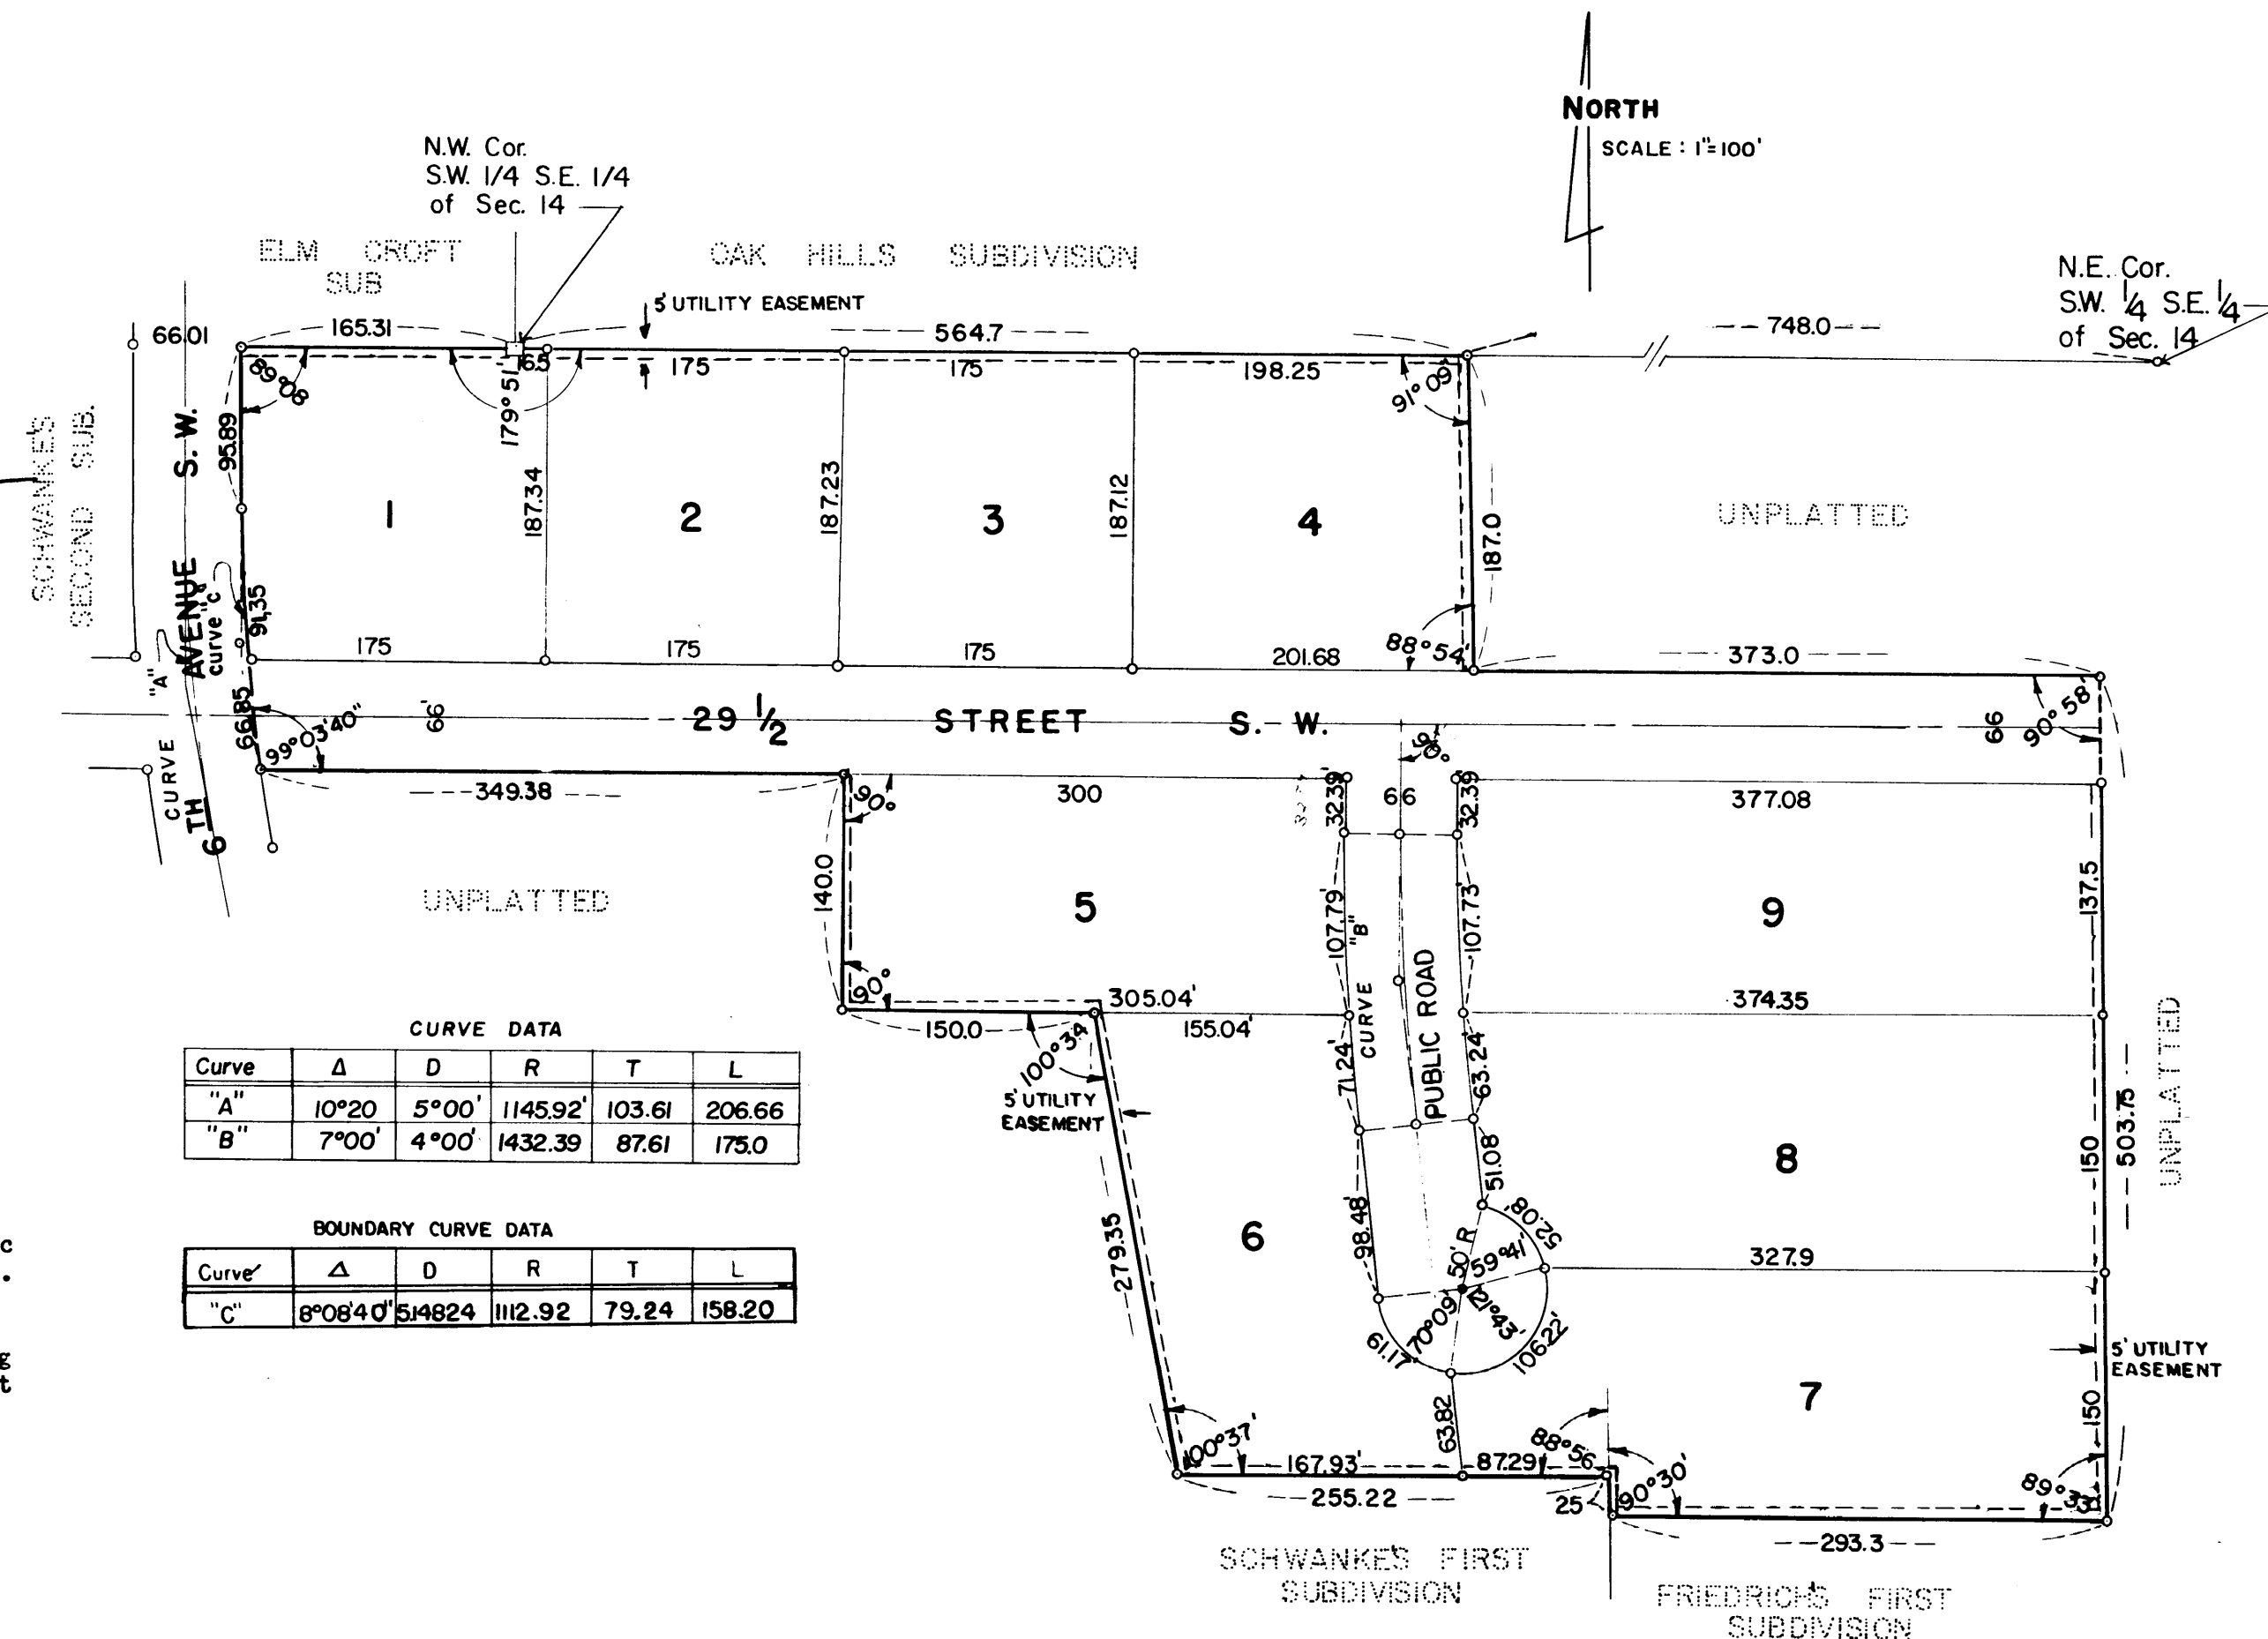 NORTH
SCALE : 1"=100'
N.W. Cor.
S.W. 1/4 S.E. 1/4
of Sec. 14
ELM CROFT
SUB
OAK HILLS SUBDIVISION
5' UTILITY EASEMENT
N.E. Cor.
S.W. 1/4 S.E. 1/4
of Sec. 14
66.01
165.31
564.7
748.0
6.5
175
175
198.25
89°08'
179°51'
91°09'
SCHWANKE'S
SECOND SUB.
6TH AVENUE S. W.
95.89
91.35
curve "C"
CURVE "A"
66.85
1
187.34
2
187.23
3
187.12
4
187.0
UNPLATTED
175
175
175
201.68
88°54'
373.0
90°58'
66
29 1/2 STREET S. W.
66
99°03'40"
349.38
90°
300
90°
32.39'
66
32.39'
377.08
UNPLATTED
140.0
90°
5
107.79'
CURVE "B"
PUBLIC ROAD
107.73'
9
137.5
150.0
305.04'
155.04'
374.35
100°34'
5' UTILITY
EASEMENT
71.24'
63.24'
51.08
8
150
503.75
UNPLATTED
279.35
6
98.48'
50' R
59°41'
52.08'
327.9
121°43'
70°09'
61.17
106.22'
63.82
7
150
5' UTILITY
EASEMENT
100°37'
167.93'
87.29
88°56'
255.22
25
90°30'
89°33'
293.3
SCHWANKE'S FIRST
SUBDIVISION
FRIEDRICH'S FIRST
SUBDIVISION
CURVE DATA
Curve Δ D R T L
"A" 10°20 5°00' 1145.92' 103.61 206.66
"B" 7°00' 4°00' 1432.39 87.61 175.0
BOUNDARY CURVE DATA
Curve Δ D R T L
"C" 8°08'40" 5.14824 1112.92 79.24 158.20
c
.
g
t